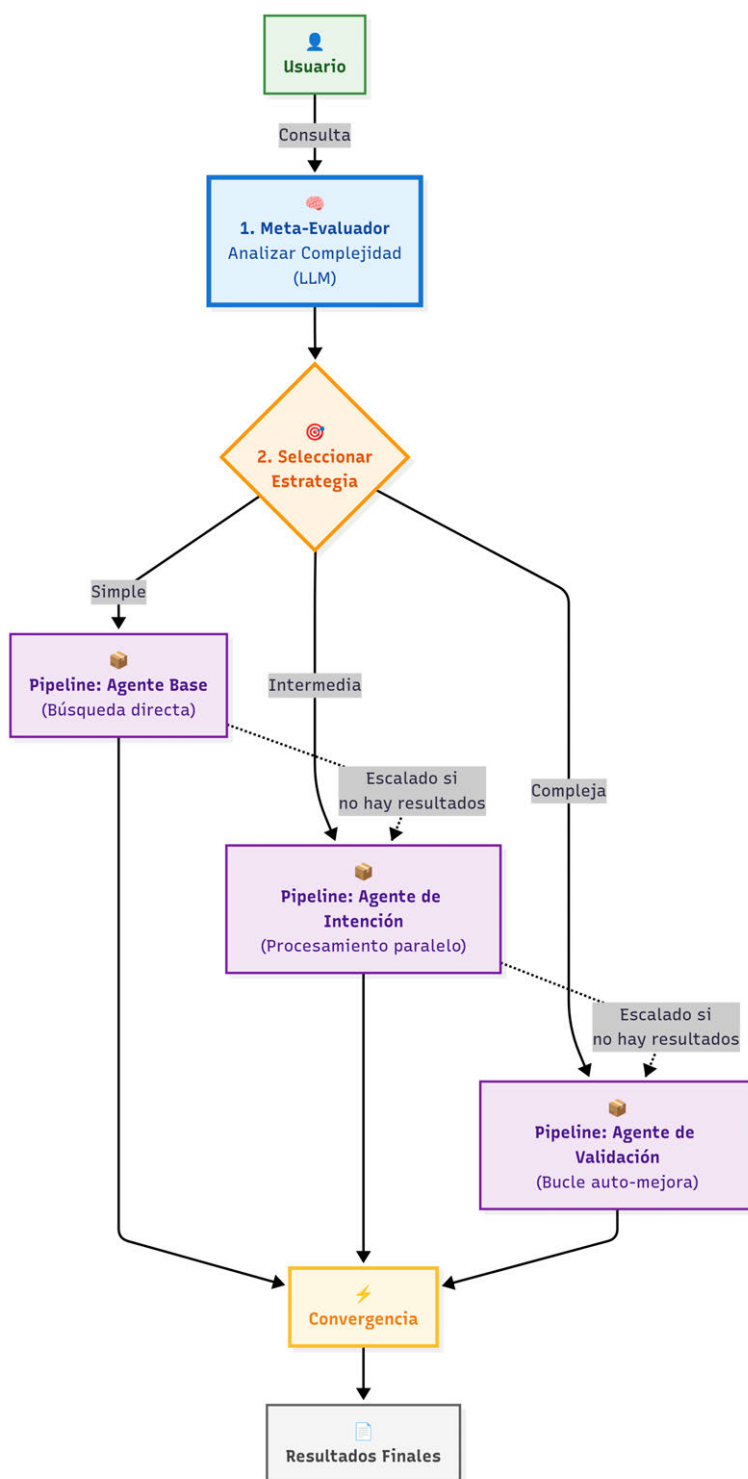 Usuario
Consulta
1. Meta-Evaluador
Analizar Complejidad
(LLM)
2. Seleccionar
Estrategia
Simple
Pipeline: Agente Base
(Búsqueda directa)
Intermedia
Escalado si
no hay resultados
Compleja
Pipeline: Agente de
Intención
(Procesamiento paralelo)
Escalado si
no hay resultados
Pipeline: Agente de
Validación
(Bucle auto-mejora)
Convergencia
Resultados Finales